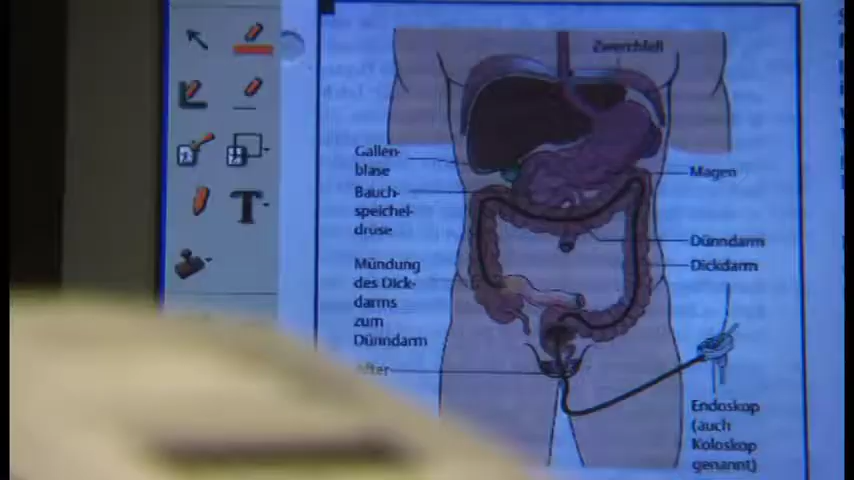 Zwerchfell
Gallen-
blase
Bauch-
speichel-
drüse
Magen
Dünndarm
Dickdarm
Mündung
des Dick-
darms
zum
Dünndarm
After
Endoskop
(auch
Koloskop
genannt)
T